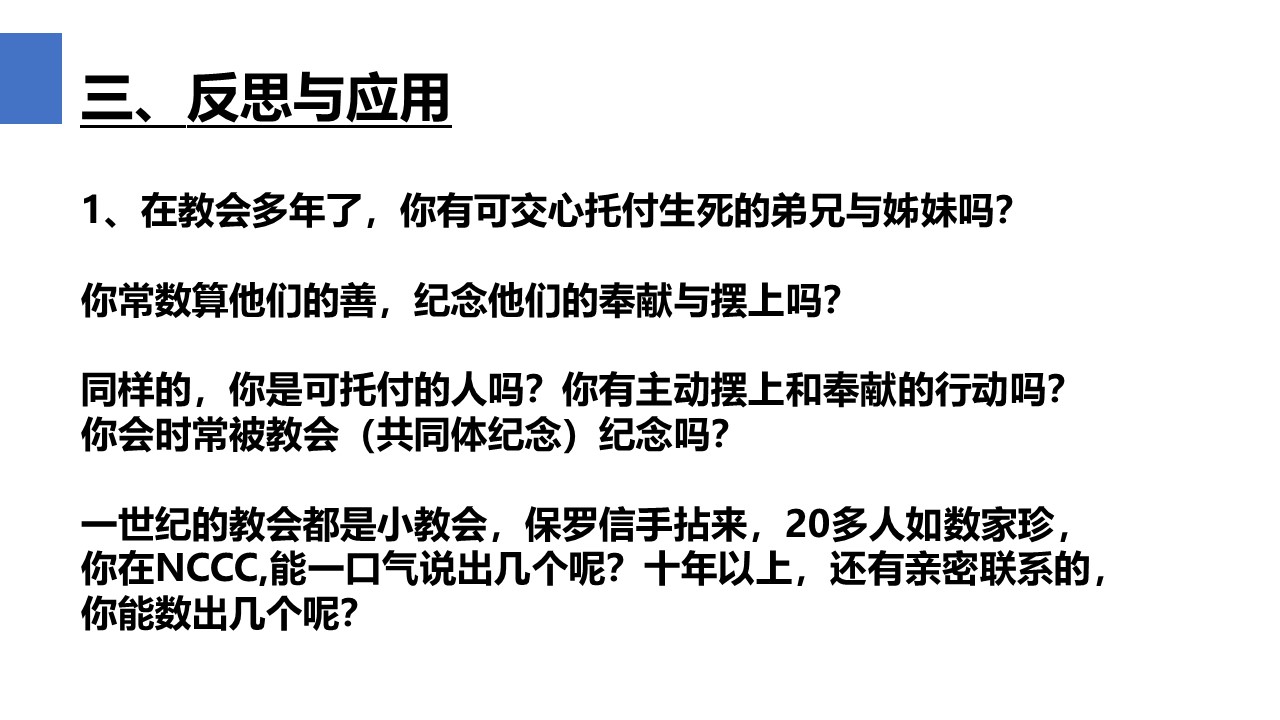 三、反思与应用
1、在教会多年了，你有可交心托付生死的弟兄与姊妹吗？
你常数算他们的善，纪念他们的奉献与摆上吗？
同样的，你是可托付的人吗？你有主动摆上和奉献的行动吗？
你会时常被教会（共同体纪念）纪念吗？
一世纪的教会都是小教会，保罗信手拈来，20多人如数家珍，
你在NCCC,能一口气说出几个呢？十年以上，还有亲密联系的，
你能数出几个呢？